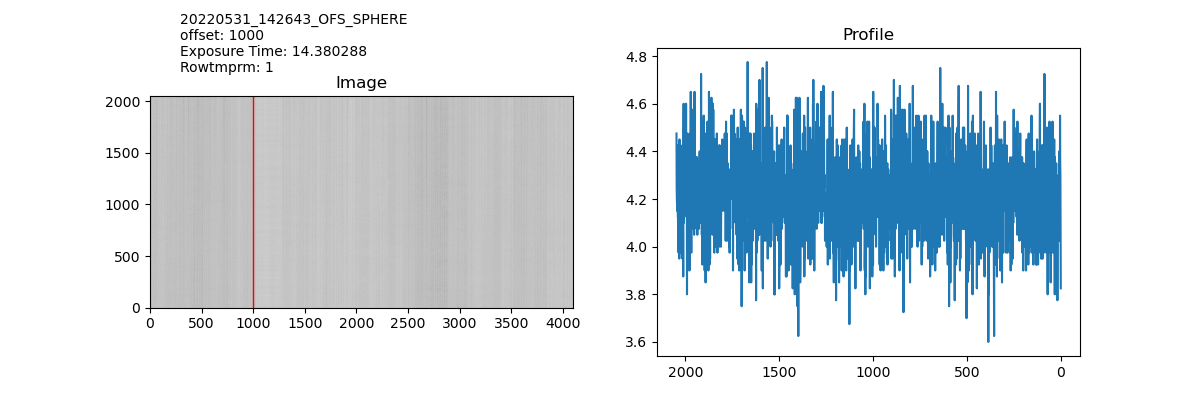 20220531_142643_OFS_SPHERE
offset: 1000
Exposure Time: 14.380288
Rowtmprm: 1
Image
2000
1500
1000
500
0
0 500 1000 1500 2000 2500 3000 3500 4000
Profile
4.8
4.6
4.4
4.2
4.0
3.8
3.6
2000 1500 1000 500 0